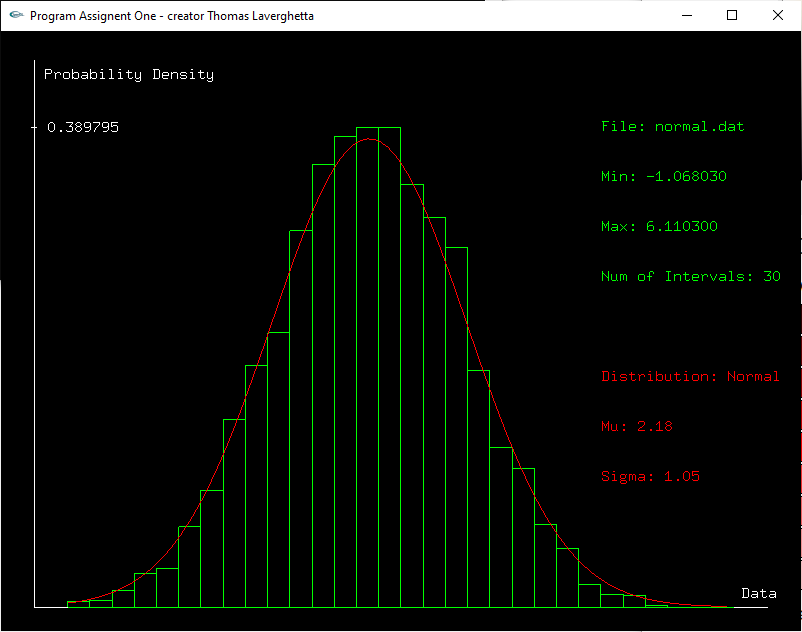 Program Assignent One - creator Thomas Laverghetta
Probability Density
0.389795
File: normal.dat
Min: -1.068030
Max: 6.110300
Num of Intervals: 30
Distribution: Normal
Mu: 2.18
Sigma: 1.05
Data